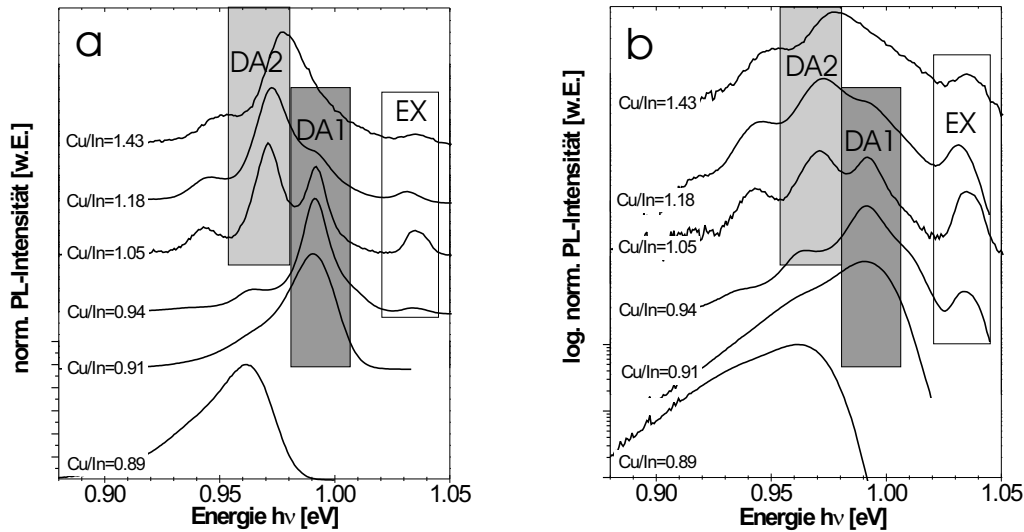 a
DA2
DA1
EX
Cu/In=1.43
Cu/In=1.18
Cu/In=1.05
Cu/In=0.94
Cu/In=0.91
Cu/In=0.89
norm. PL-Intensität [w.E.]
0.90 0.95 1.00 1.05
Energie hν [eV]
b
DA2
DA1
EX
Cu/In=1.43
Cu/In=1.18
Cu/In=1.05
Cu/In=0.94
Cu/In=0.91
Cu/In=0.89
log. norm. PL-Intensität [w.E.]
0.90 0.95 1.00 1.05
Energie hν [eV]